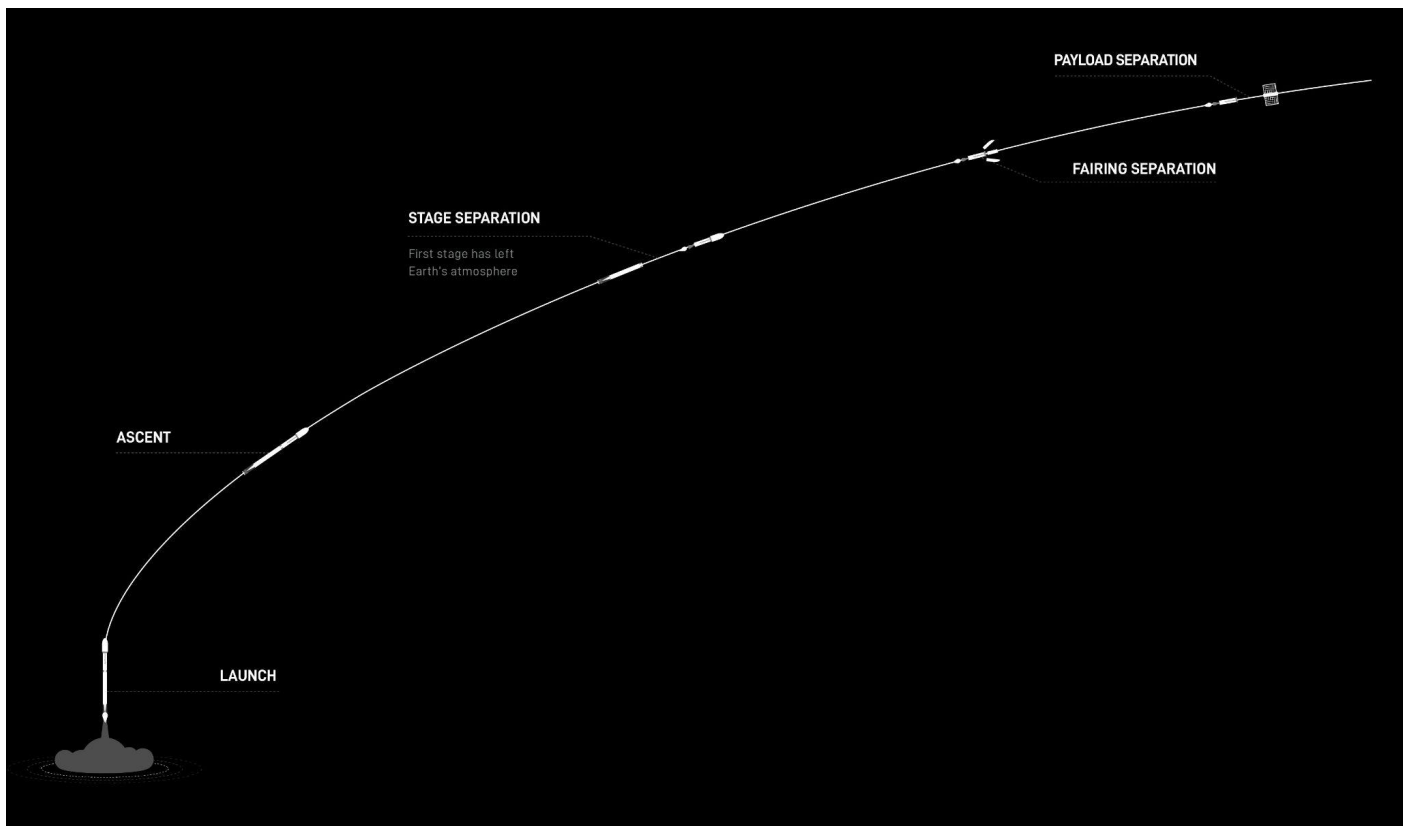 PAYLOAD SEPARATION
FAIRING SEPARATION
STAGE SEPARATION
First stage has left
Earth's atmosphere
ASCENT
LAUNCH